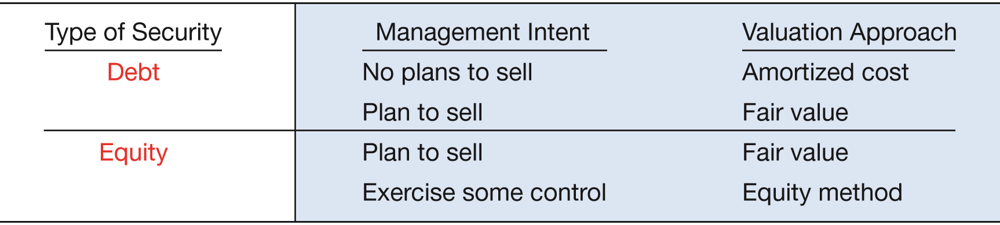 Type of Security Management Intent Valuation Approach
Debt No plans to sell Amortized cost
Plan to sell Fair value
Equity Plan to sell Fair value
Exercise some control Equity method